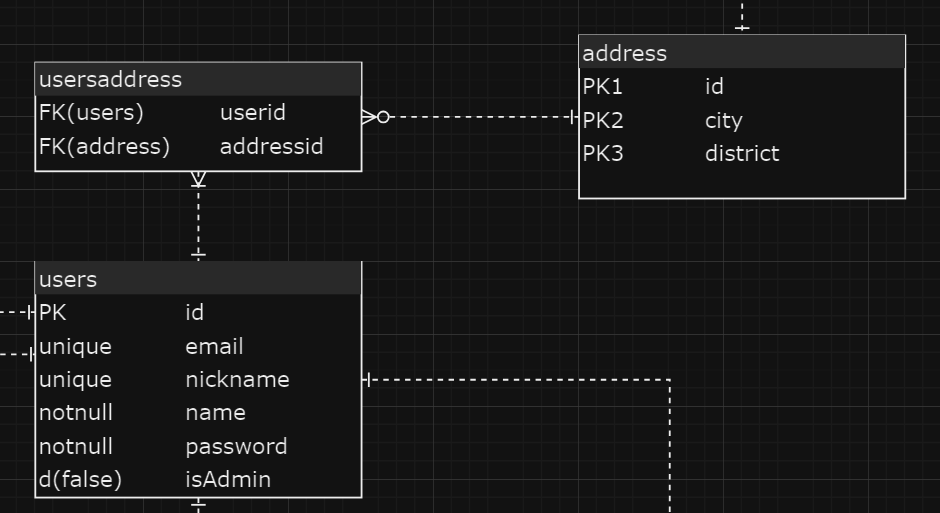 usersaddress
FK(users) userid
FK(address) addressid
address
PK1 id
PK2 city
PK3 district
users
PK id
unique email
unique nickname
notnull name
notnull password
d(false) isAdmin